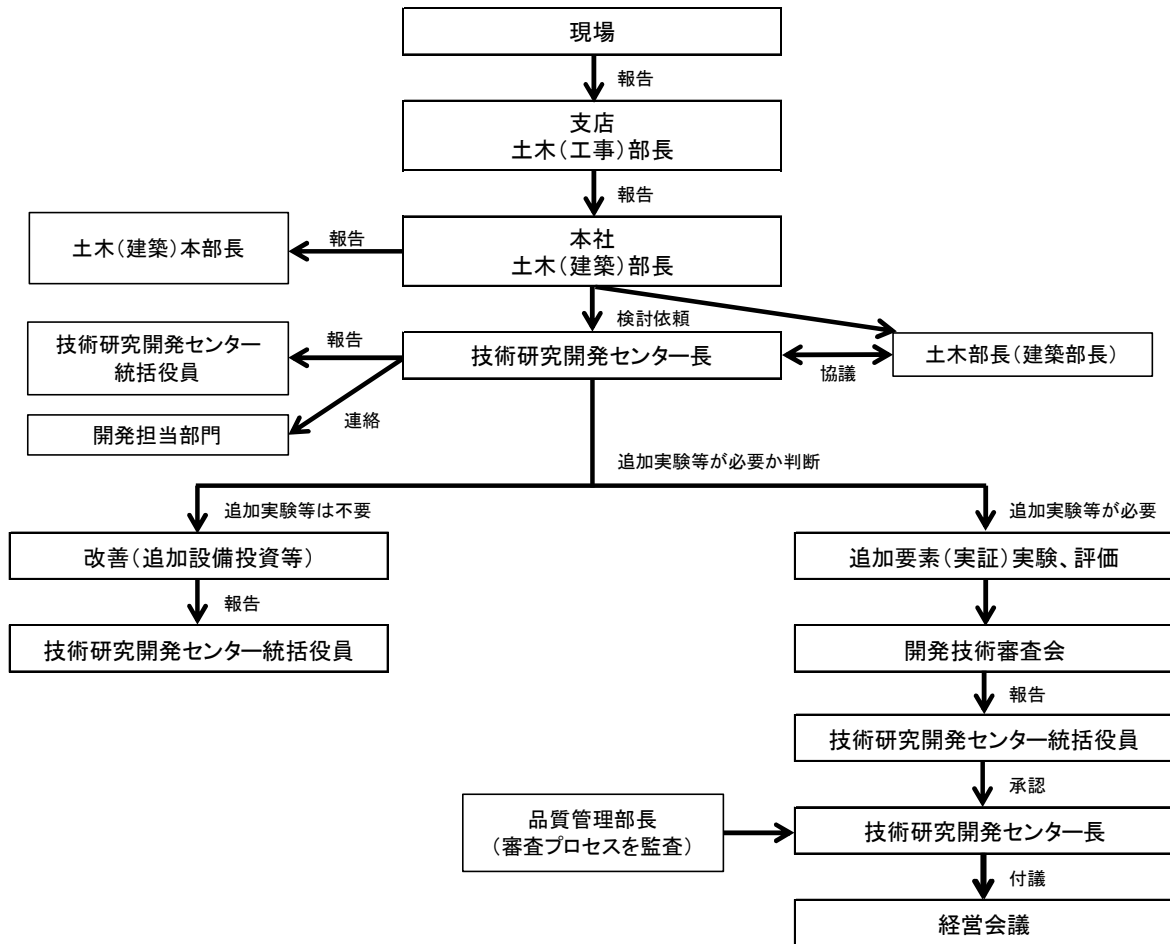 現場
報告
支店
土木（工事）部長
報告
本社
土木（建築）部長
報告
土木（建築）本部長
検討依頼
技術研究開発センター
統括役員
報告
技術研究開発センター長
協議
土木部長（建築部長）
開発担当部門
連絡
追加実験等が必要か判断
追加実験等は不要
追加実験等が必要
改善（追加設備投資等）
追加要素（実証）実験、評価
報告
技術研究開発センター統括役員
開発技術審査会
報告
技術研究開発センター統括役員
承認
品質管理部長
（審査プロセスを監査）
技術研究開発センター長
付議
経営会議